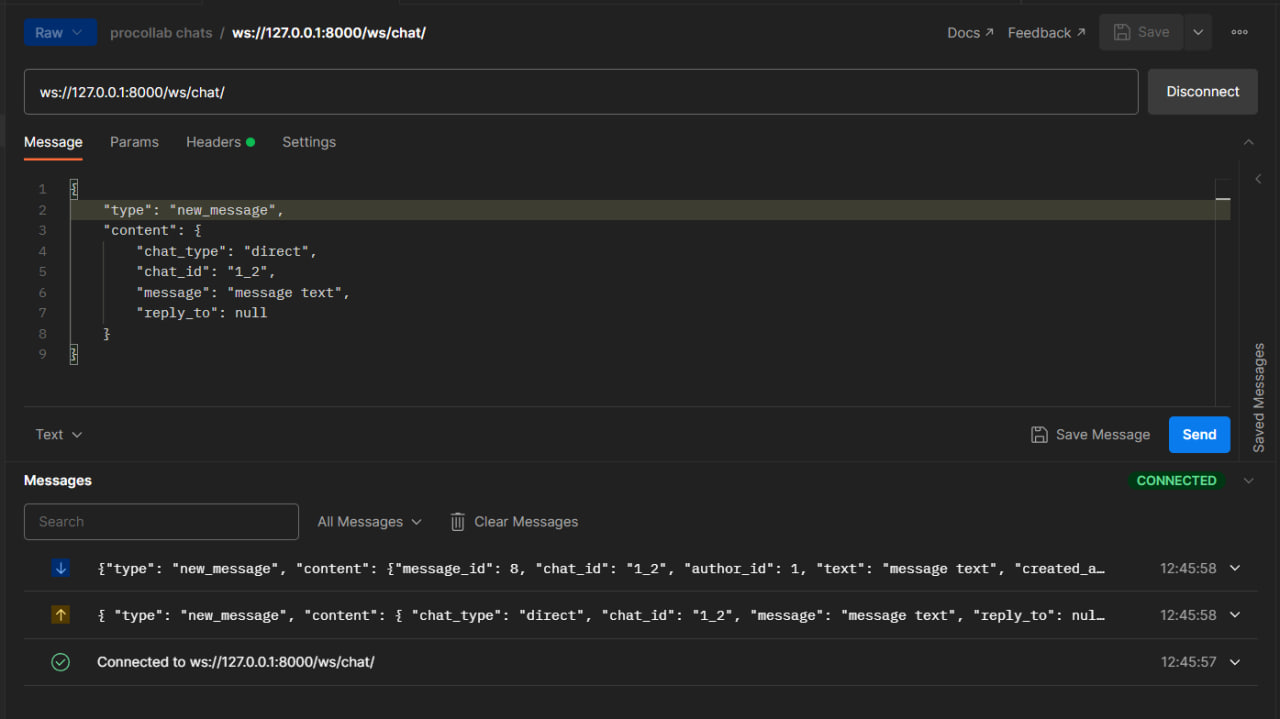 Raw procollab chats / ws://127.0.0.1:8000/ws/chat/ Docs ↗ Feedback ↗ Save
ws://127.0.0.1:8000/ws/chat/ Disconnect
Message Params Headers Settings
1 {
2 "type": "new_message",
3 "content": {
4 "chat_type": "direct",
5 "chat_id": "1_2",
6 "message": "message text",
7 "reply_to": null
8 }
9 }
Saved Messages
Text Save Message Send
Messages CONNECTED
Search All Messages Clear Messages
{"type": "new_message", "content": {"message_id": 8, "chat_id": "1_2", "author_id": 1, "text": "message text", "created_a… 12:45:58
{ "type": "new_message", "content": { "chat_type": "direct", "chat_id": "1_2", "message": "message text", "reply_to": nul… 12:45:58
Connected to ws://127.0.0.1:8000/ws/chat/ 12:45:57